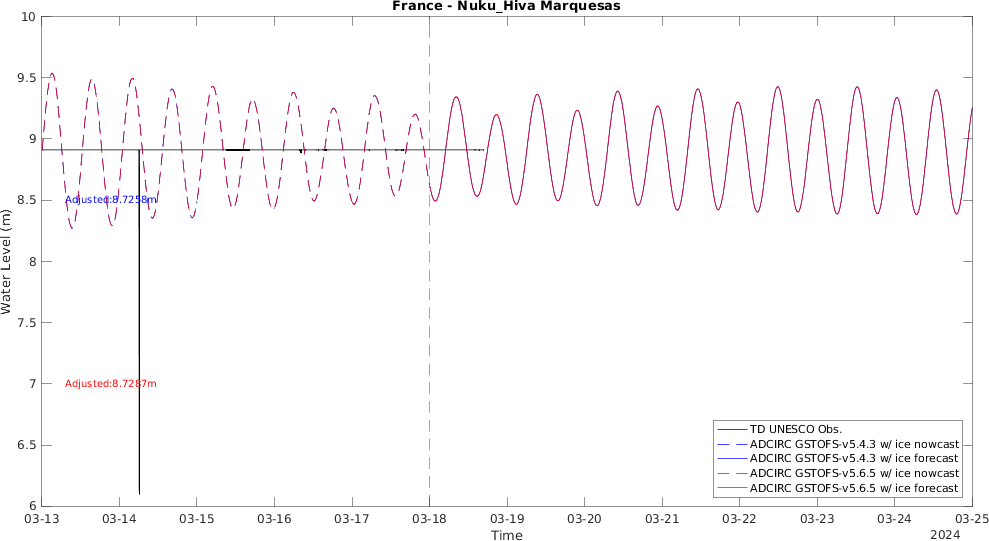 France - Nuku_Hiva Marquesas
10
9.5
9
8.5
8
7.5
7
6.5
6
Water Level (m)
Adjusted:8.7258m
Adjusted:8.7287m
TD UNESCO Obs.
ADCIRC GSTOFS-v5.4.3 w/ ice nowcast
ADCIRC GSTOFS-v5.4.3 w/ ice forecast
ADCIRC GSTOFS-v5.6.5 w/ ice nowcast
ADCIRC GSTOFS-v5.6.5 w/ ice forecast
03-13 03-14 03-15 03-16 03-17 03-18 03-19 03-20 03-21 03-22 03-23 03-24 03-25
Time
2024